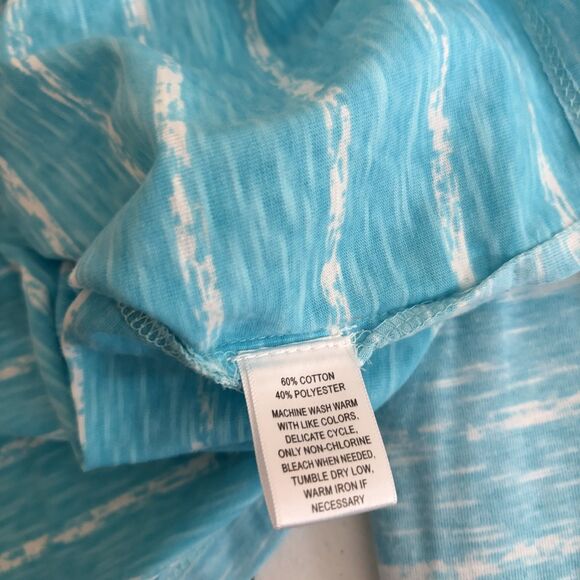 60% COTTON
40% POLYESTER
MACHINE WASH WARM
WITH LIKE COLORS,
DELICATE CYCLE,
ONLY NON-CHLORINE
BLEACH WHEN NEEDED,
TUMBLE DRY LOW,
WARM IRON IF
NECESSARY